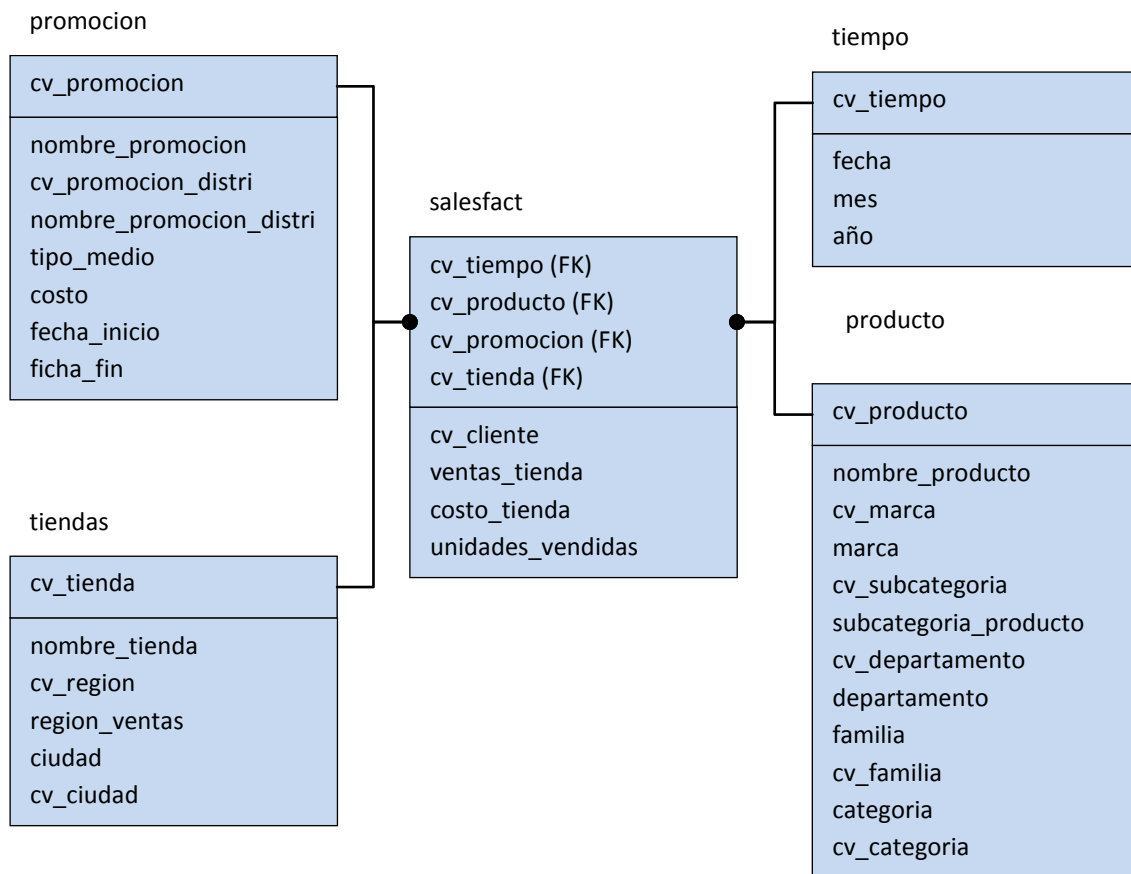 promocion
cv_promocion
nombre_promocion
cv_promocion_distri
nombre_promocion_distri
tipo_medio
costo
fecha_inicio
ficha_fin
tiendas
cv_tienda
nombre_tienda
cv_region
region_ventas
ciudad
cv_ciudad
salesfact
cv_tiempo (FK)
cv_producto (FK)
cv_promocion (FK)
cv_tienda (FK)
cv_cliente
ventas_tienda
costo_tienda
unidades_vendidas
tiempo
cv_tiempo
fecha
mes
año
producto
cv_producto
nombre_producto
cv_marca
marca
cv_subcategoria
subcategoria_producto
cv_departamento
departamento
familia
cv_familia
categoria
cv_categoria